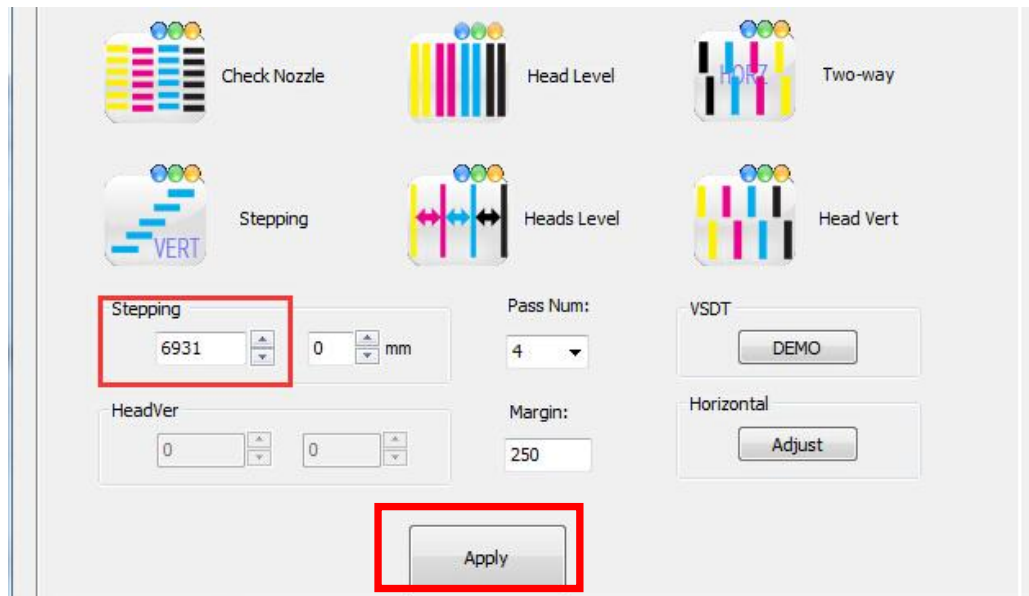 Check Nozzle
Head Level
HORZ
Two-way
VERT
Stepping
Heads Level
Head Vert
Stepping
6931
0
mm
Pass Num:
4
VSDT
DEMO
HeadVer
0
0
Margin:
250
Horizontal
Adjust
Apply